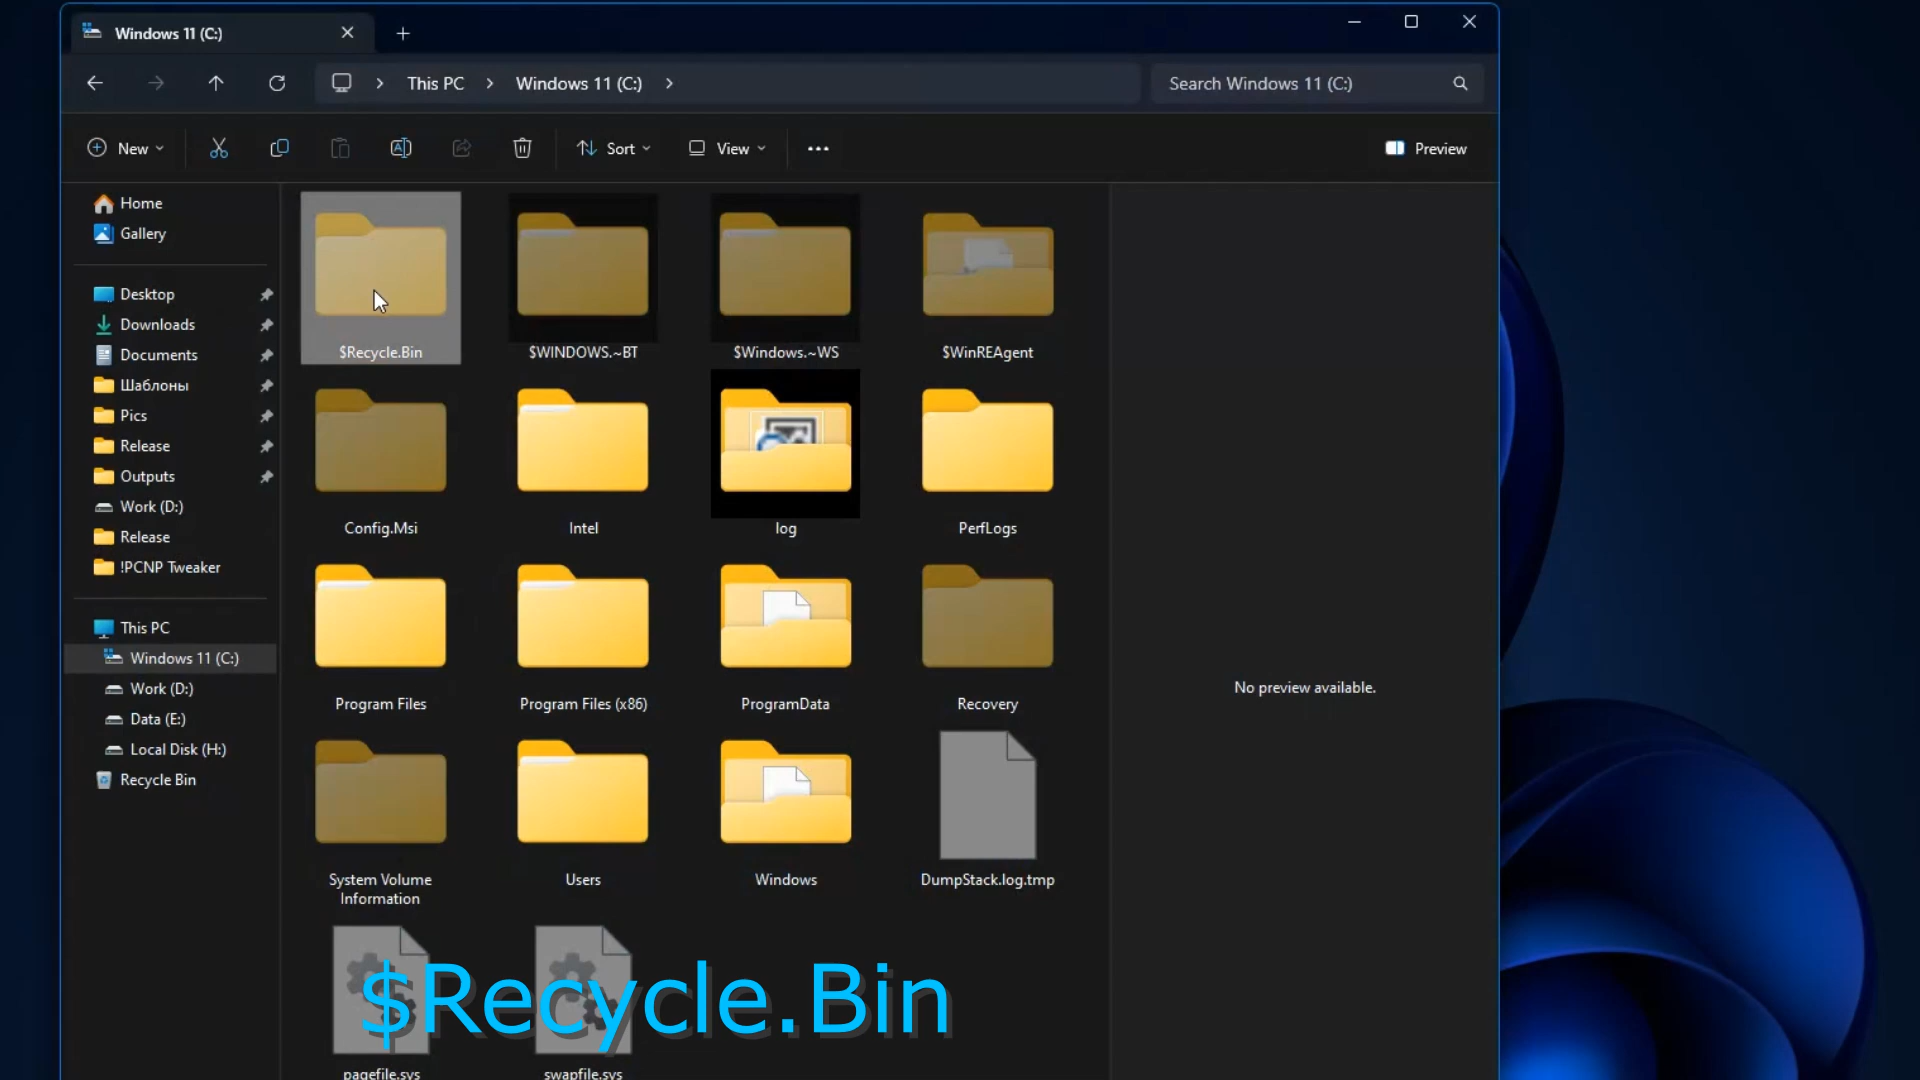 Windows 11 (C:)
This PC
Windows 11 (C:)
Search Windows 11 (C:)
New
Sort
View
Preview
Home
Gallery
Desktop
Downloads
Documents
Шаблоны
Pics
Release
Outputs
Work (D:)
Release
!PCNP Tweaker
This PC
Windows 11 (C:)
Work (D:)
Data (E:)
Local Disk (H:)
Recycle Bin
$Recycle.Bin
$WINDOWS.~BT
$Windows.~WS
$WinREAgent
Config.Msi
Intel
log
PerfLogs
Program Files
Program Files (x86)
ProgramData
Recovery
System Volume
Information
Users
Windows
DumpStack.log.tmp
pagefile.sys
swapfile.sys
No preview available.
$Recycle.Bin